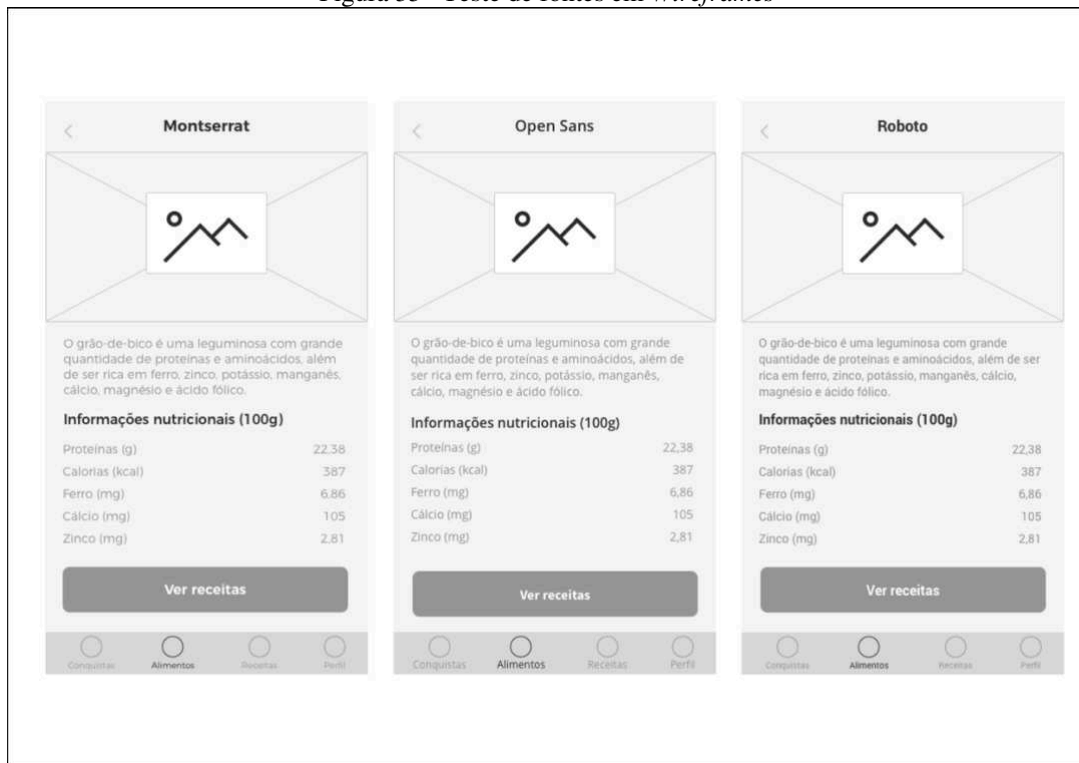 Montserrat
O grão-de-bico é uma leguminosa com grande
quantidade de proteínas e aminoácidos, além
de ser rica em ferro, zinco, potássio, manganês,
cálcio, magnésio e ácido fólico.
Informações nutricionais (100g)
Proteínas (g) 22.38
Calorias (kcal) 387
Ferro (mg) 6.86
Cálcio (mg) 105
Zinco (mg) 2.81
Ver receitas
Conquistas Alimentos Receitas Perfil
Open Sans
O grão-de-bico é uma leguminosa com grande
quantidade de proteínas e aminoácidos, além de
ser rica em ferro, zinco, potássio, manganês,
cálcio, magnésio e ácido fólico.
Informações nutricionais (100g)
Proteínas (g) 22,38
Calorias (kcal) 387
Ferro (mg) 6,86
Cálcio (mg) 105
Zinco (mg) 2,81
Ver receitas
Conquistas Alimentos Receitas Perfil
Roboto
O grão-de-bico é uma leguminosa com grande
quantidade de proteínas e aminoácidos, além de ser
rica em ferro, zinco, potássio, manganês, cálcio,
magnésio e ácido fólico.
Informações nutricionais (100g)
Proteínas (g) 22,38
Calorias (kcal) 387
Ferro (mg) 6,86
Cálcio (mg) 105
Zinco (mg) 2,81
Ver receitas
Conquistas Alimentos Receitas Perfil